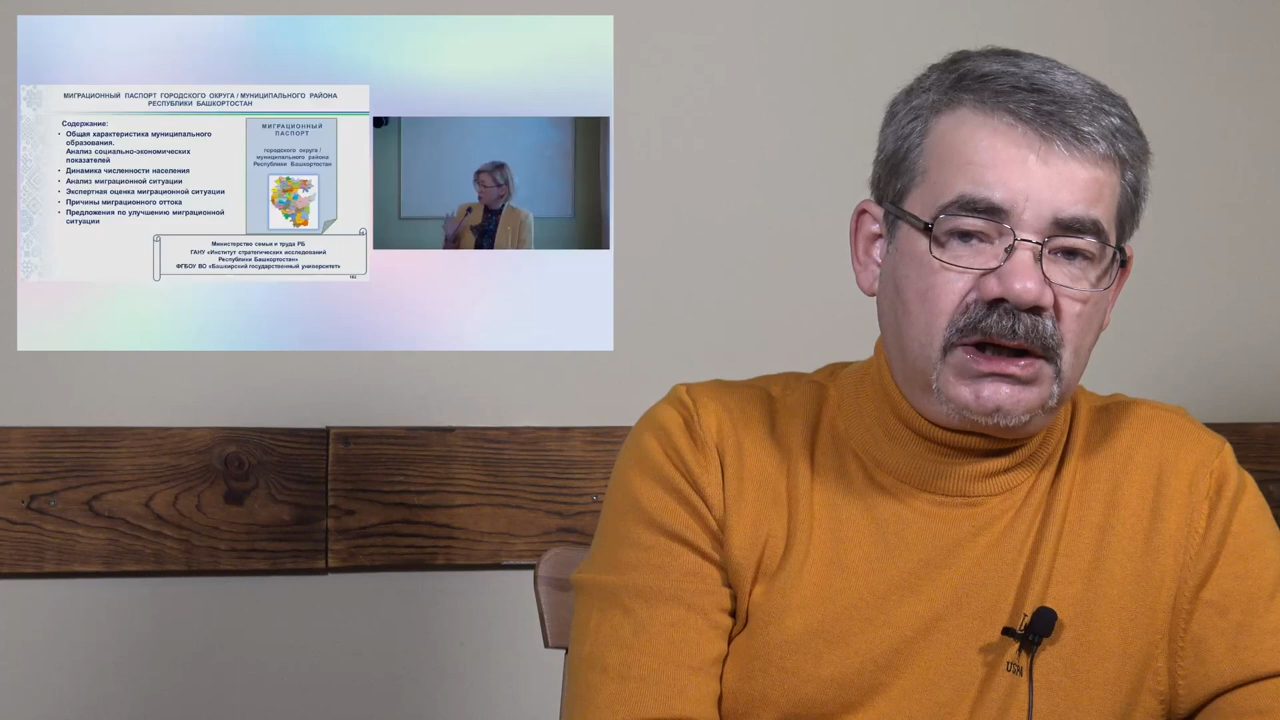 МИГРАЦИОННЫЙ ПАСПОРТ ГОРОДСКОГО ОКРУГА / МУНИЦИПАЛЬНОГО РАЙОНА
РЕСПУБЛИКИ БАШКОРТОСТАН
Содержание:
• Общая характеристика муниципального
образования.
Анализ социально-экономических
показателей
• Динамика численности населения
• Анализ миграционной ситуации
• Экспертная оценка миграционной ситуации
• Причины миграционного оттока
• Предложения по улучшению миграционной
ситуации
МИГРАЦИОННЫЙ
ПАСПОРТ
городского округа /
муниципального района
Республики Башкортостан
Министерство семьи и труда РБ
ГАНУ «Институт стратегических исследований
Республики Башкортостан»
ФГБОУ ВО «Башкирский государственный университет»